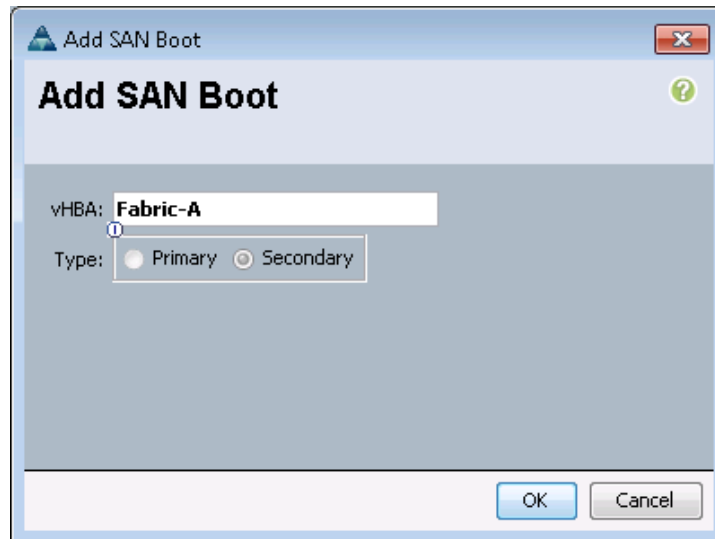 Add SAN Boot
Add SAN Boot
vHBA: Fabric-A
Type: Primary Secondary
OK Cancel